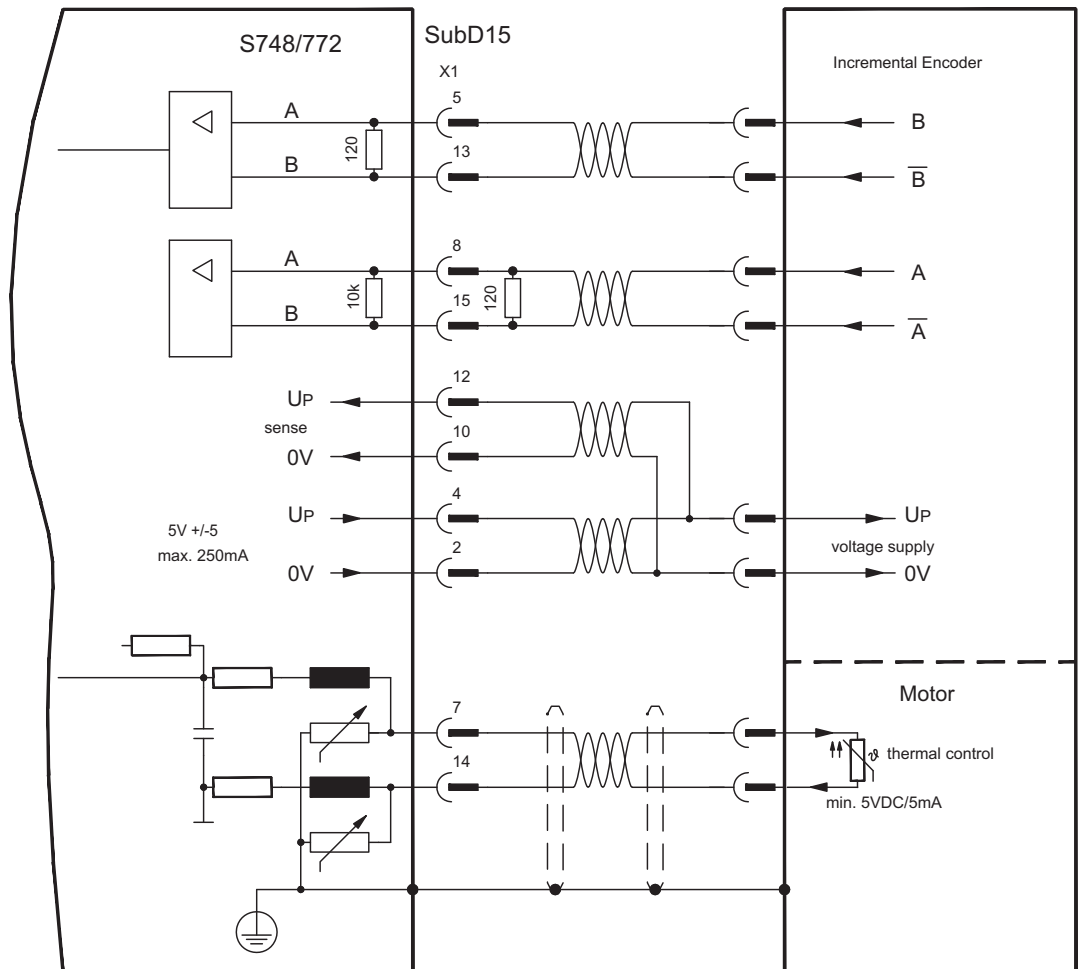 S748/772
SubD15
X1
Incremental Encoder
A
5
B
120
B
13
B̅
A
8
A
10k
120
B
15
A̅
UP
12
sense
0V
10
5V +/-5
max. 250mA
UP
4
UP
voltage supply
0V
2
0V
Motor
7
ϑ thermal control
14
min. 5VDC/5mA